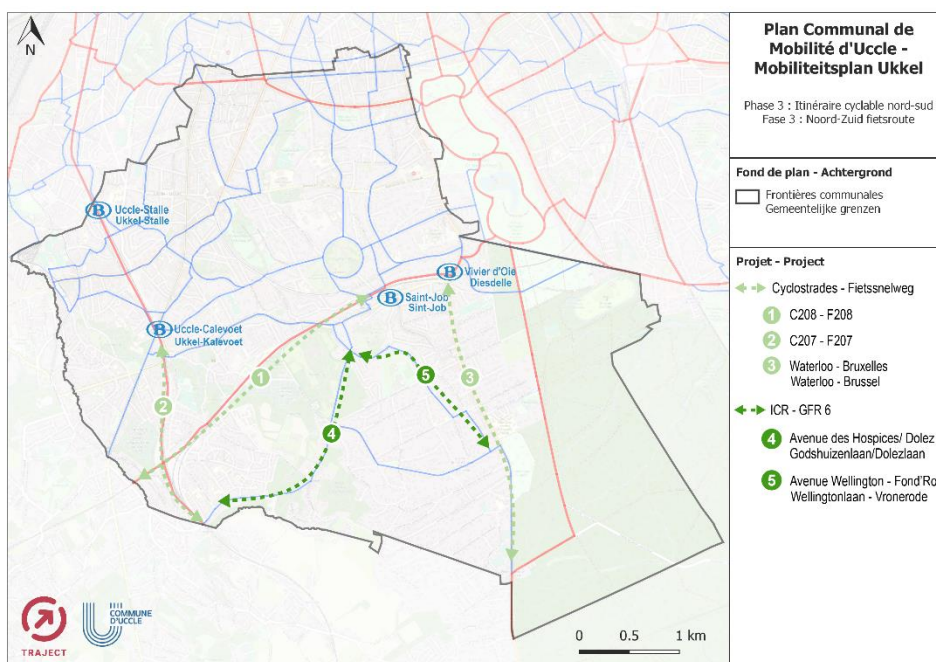 N
Uccle-Stalle
Ukkel-Stalle
Vivier d'Oie
Diesdelle
Saint-Job
Sint-Job
Uccle-Calevoet
Ukkel-Kalevoet
1
2
3
4
5
TRAJECT
COMMUNE
D'UCCLE
0 0.5 1 km
Plan Communal de
Mobilité d'Uccle -
Mobiliteitsplan Ukkel
Phase 3 : Itinéraire cyclable nord-sud
Fase 3 : Noord-Zuid fietsroute
Fond de plan - Achtergrond
Frontières communales
Gemeentelijke grenzen
Projet - Project
Cyclostrades - Fietssnelweg
1 C208 - F208
2 C207 - F207
3 Waterloo - Bruxelles
Waterloo - Brussel
ICR - GFR 6
4 Avenue des Hospices/ Dolez
Godshuizenlaan/Dolezlaan
5 Avenue Wellington - Fond'Ro
Wellingtonlaan - Vronerode